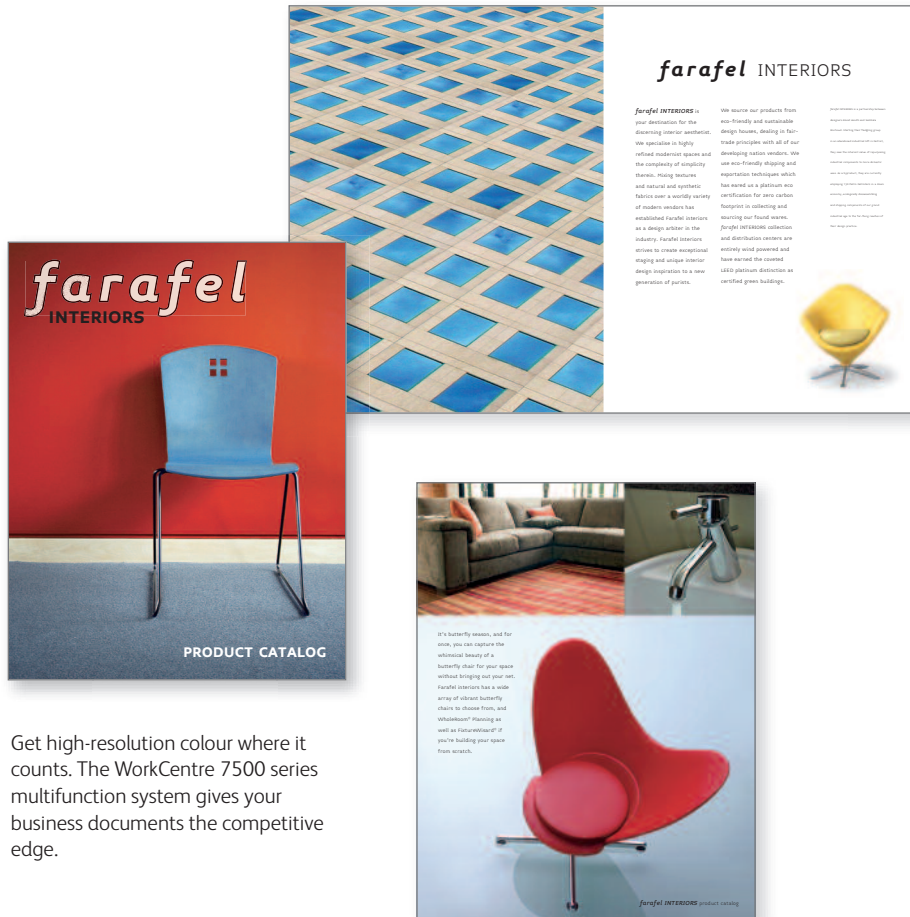 farafel INTERIORS
farafel INTERIORS is
your destination for the
discerning interior aesthetist.
We specialise in highly
refined modernist spaces and
the complexity of simplicity
therein. Mixing textures
and natural and synthetic
fabrics over a worldly variety
of modern vendors has
established Farafel interiors
as a design arbiter in the
industry. Farafel Interiors
strives to create exceptional
staging and unique interior
design inspiration to a new
generation of purists.
We source our products from
eco-friendly and sustainable
design houses, dealing in fair-
trade principles with all of our
developing nation vendors. We
use eco-friendly shipping and
exportation techniques which
has eared us a platinum eco
certification for zero carbon
footprint in collecting and
sourcing our found wares.
farafel INTERIORS collection
and distribution centers are
entirely wind powered and
have earned the coveted
LEED platinum distinction as
certified green buildings.
farafel
INTERIORS
PRODUCT CATALOG
It's butterfly season, and for
once, you can capture the
whimsical beauty of a
butterfly chair for your space
without bringing out your net.
Farafel interiors has a wide
array of vibrant butterfly
chairs to choose from, and
WholeRoom® Planning as
well as FixtureWizard® if
you're building your space
from scratch.
farafel INTERIORS product catalog
Get high-resolution colour where it
counts. The WorkCentre 7500 series
multifunction system gives your
business documents the competitive
edge.